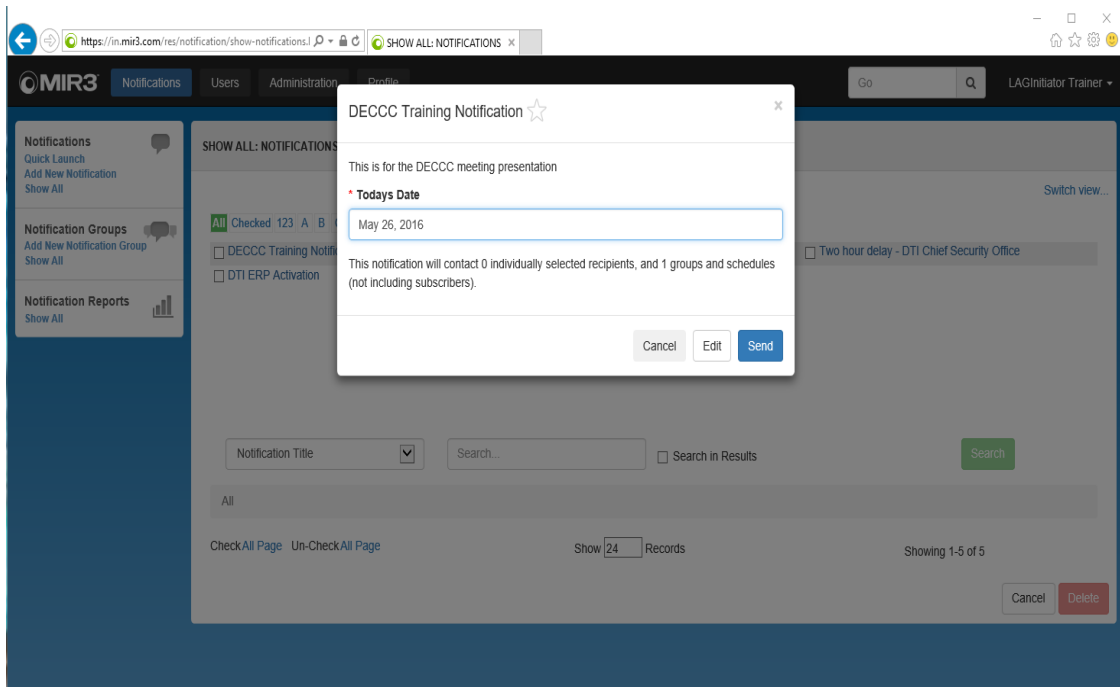 https://in.mir3.com/res/notification/show-notifications.l
SHOW ALL: NOTIFICATIONS
MIR3
Notifications
Users
Administration
Profile
Go
LAGInitiator Trainer
Notifications
Quick Launch
Add New Notification
Show All
Notification Groups
Add New Notification Group
Show All
Notification Reports
Show All
SHOW ALL: NOTIFICATIONS
Switch view...
All Checked 123 A B
DECCC Training Notifi
Two hour delay - DTI Chief Security Office
DTI ERP Activation
DECCC Training Notification
x
This is for the DECCC meeting presentation
* Todays Date
May 26, 2016
This notification will contact 0 individually selected recipients, and 1 groups and schedules
(not including subscribers).
Cancel
Edit
Send
Notification Title
Search...
Search in Results
Search
All
Check All Page Un-Check All Page
Show 24 Records
Showing 1-5 of 5
Cancel
Delete